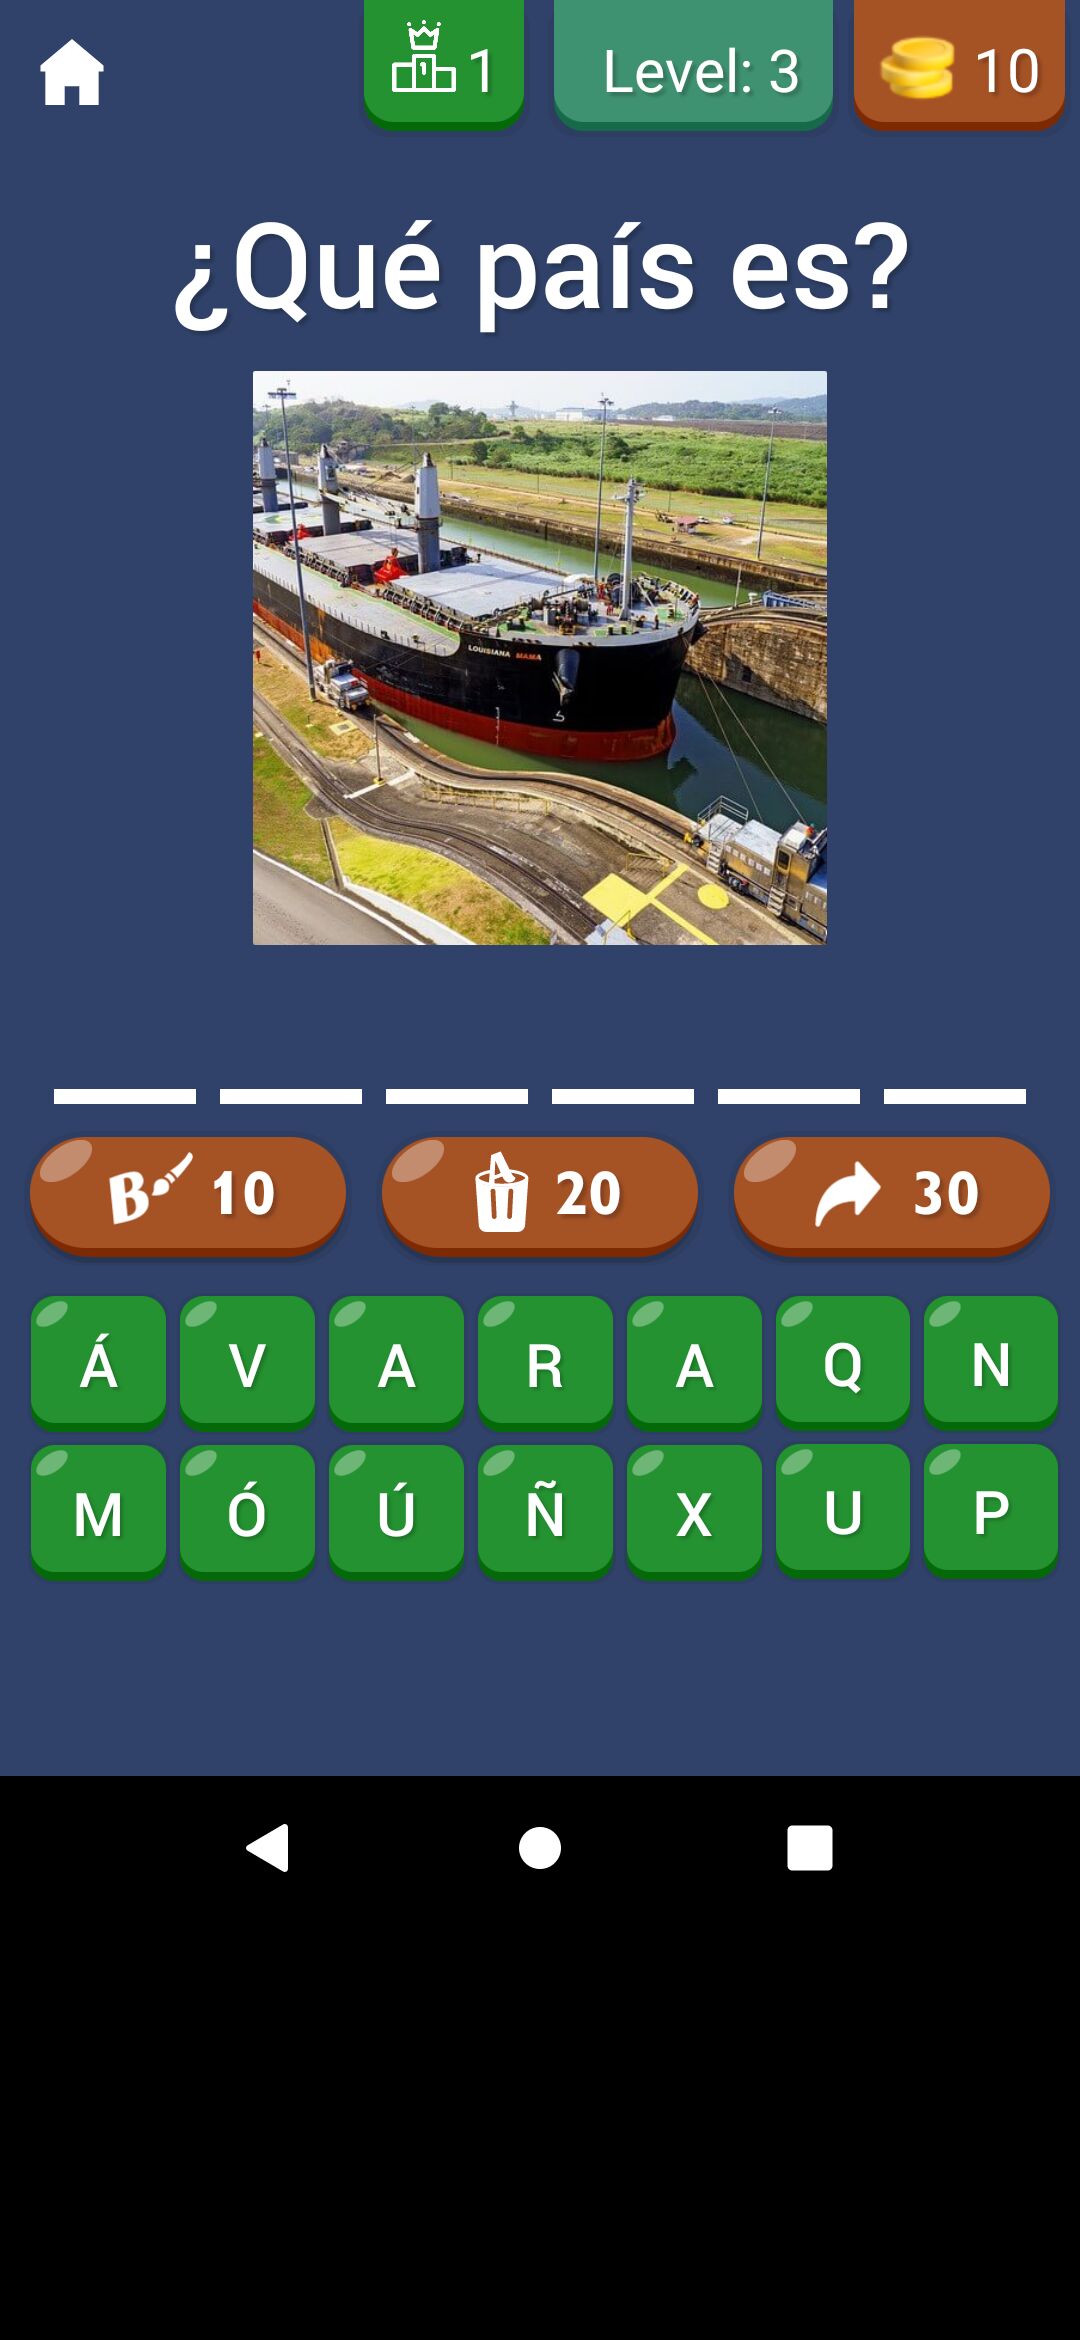 1
Level: 3
10
¿Qué país es?
LOUISIANA MAMA
B 10
20
30
Á V A R A Q N
M Ó Ú Ñ X U P